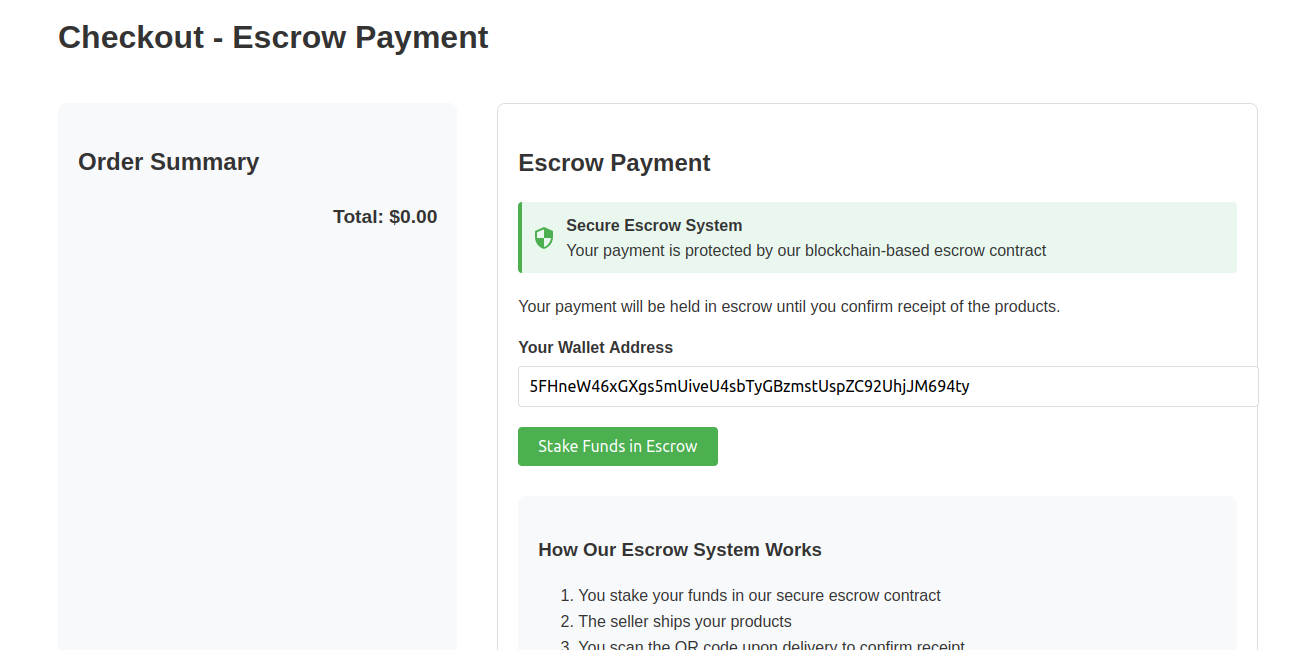 Checkout - Escrow Payment
Order Summary
Total: $0.00
Escrow Payment
Secure Escrow System
Your payment is protected by our blockchain-based escrow contract
Your payment will be held in escrow until you confirm receipt of the products.
Your Wallet Address
5FHneW46xGXgs5mUiveU4sbTyGBzmstUspZC92UhjJM694ty
Stake Funds in Escrow
How Our Escrow System Works
1. You stake your funds in our secure escrow contract
2. The seller ships your products
3. You scan the QR code upon delivery to confirm receipt